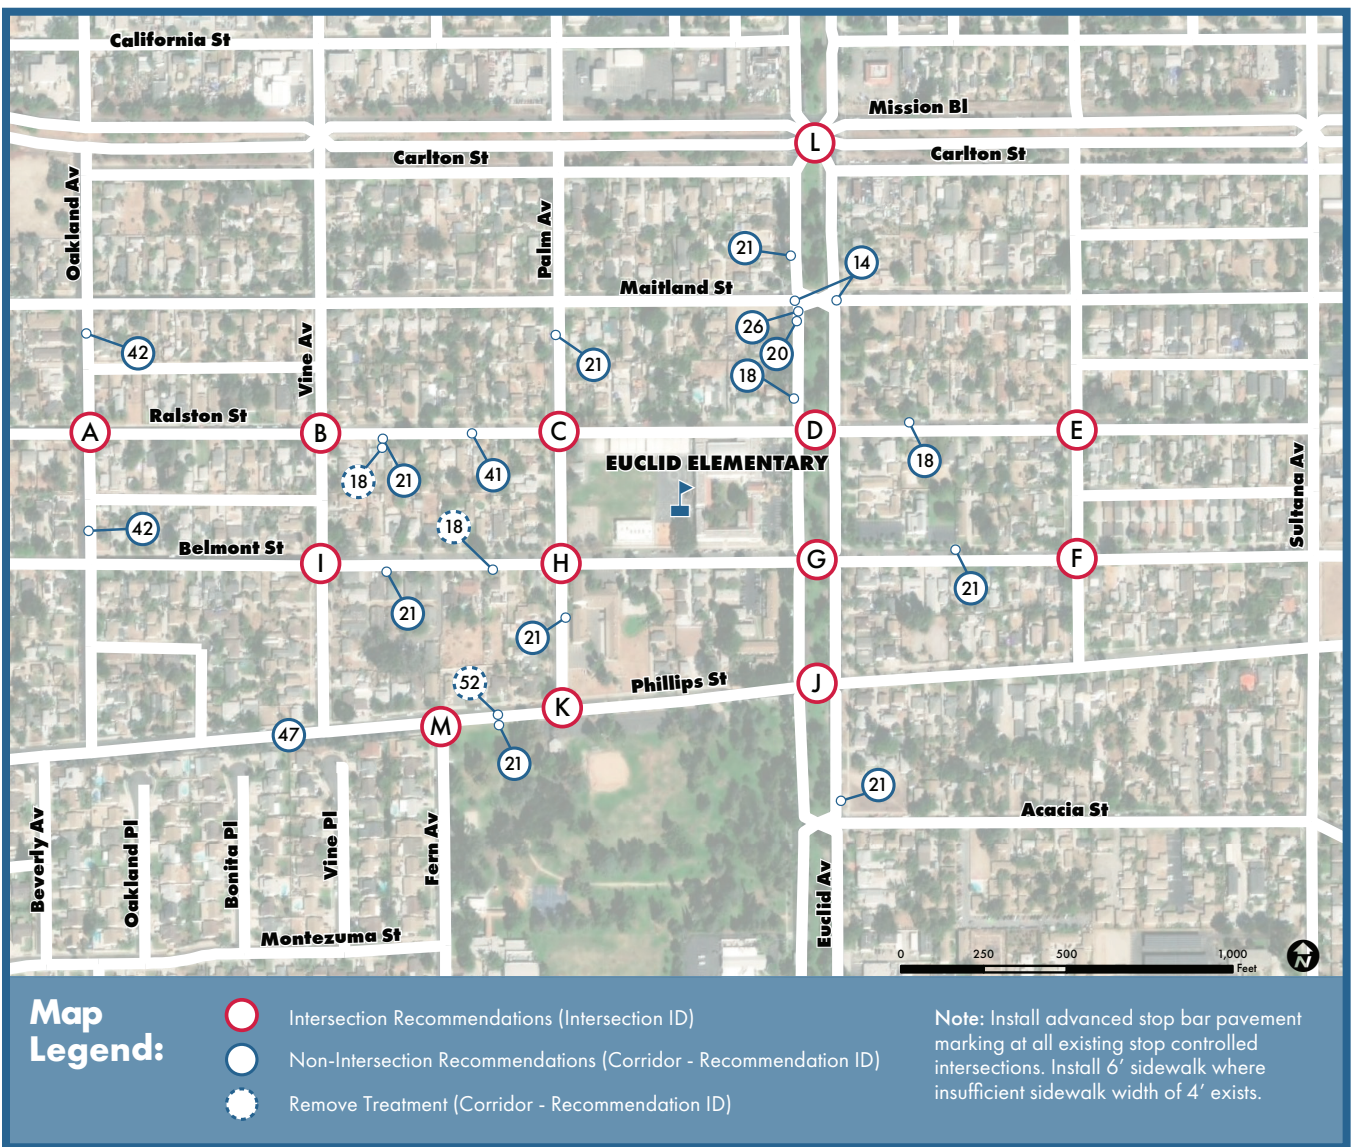 California St
Mission Bl
L
Carlton St
Carlton St
Oakland Av
Palm Av
21
14
Maitland St
26
42
Vine Av
21
20
18
Ralston St
A
B
C
D
E
EUCLID ELEMENTARY
18
21
41
18
Sultana Av
42
18
Belmont St
I
H
G
F
21
21
21
52
Phillips St
J
K
M
47
21
21
Acacia St
Beverly Av
Oakland Pl
Bonita Pl
Vine Pl
Fern Av
Euclid Av
Montezuma St
0 250 500 1,000
Feet
N
Map
Legend:
Intersection Recommendations (Intersection ID)
Non-Intersection Recommendations (Corridor - Recommendation ID)
Remove Treatment (Corridor - Recommendation ID)
Note: Install advanced stop bar pavement
marking at all existing stop controlled
intersections. Install 6’ sidewalk where
insufficient sidewalk width of 4’ exists.